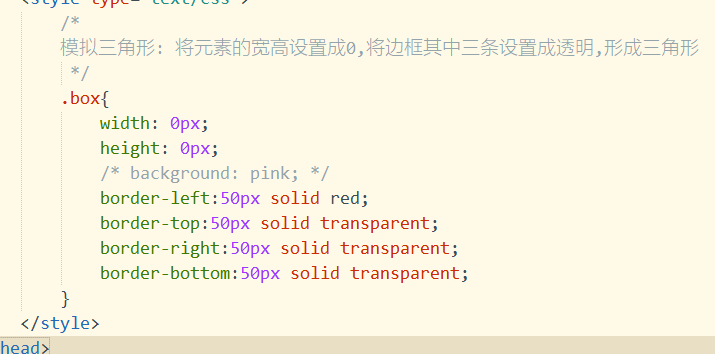 <style type="text/css">
/*
模拟三角形: 将元素的宽高设置成0,将边框其中三条设置成透明,形成三角形
*/
.box{
width: 0px;
height: 0px;
/* background: pink; */
border-left:50px solid red;
border-top:50px solid transparent;
border-right:50px solid transparent;
border-bottom:50px solid transparent;
}
</style>
head>